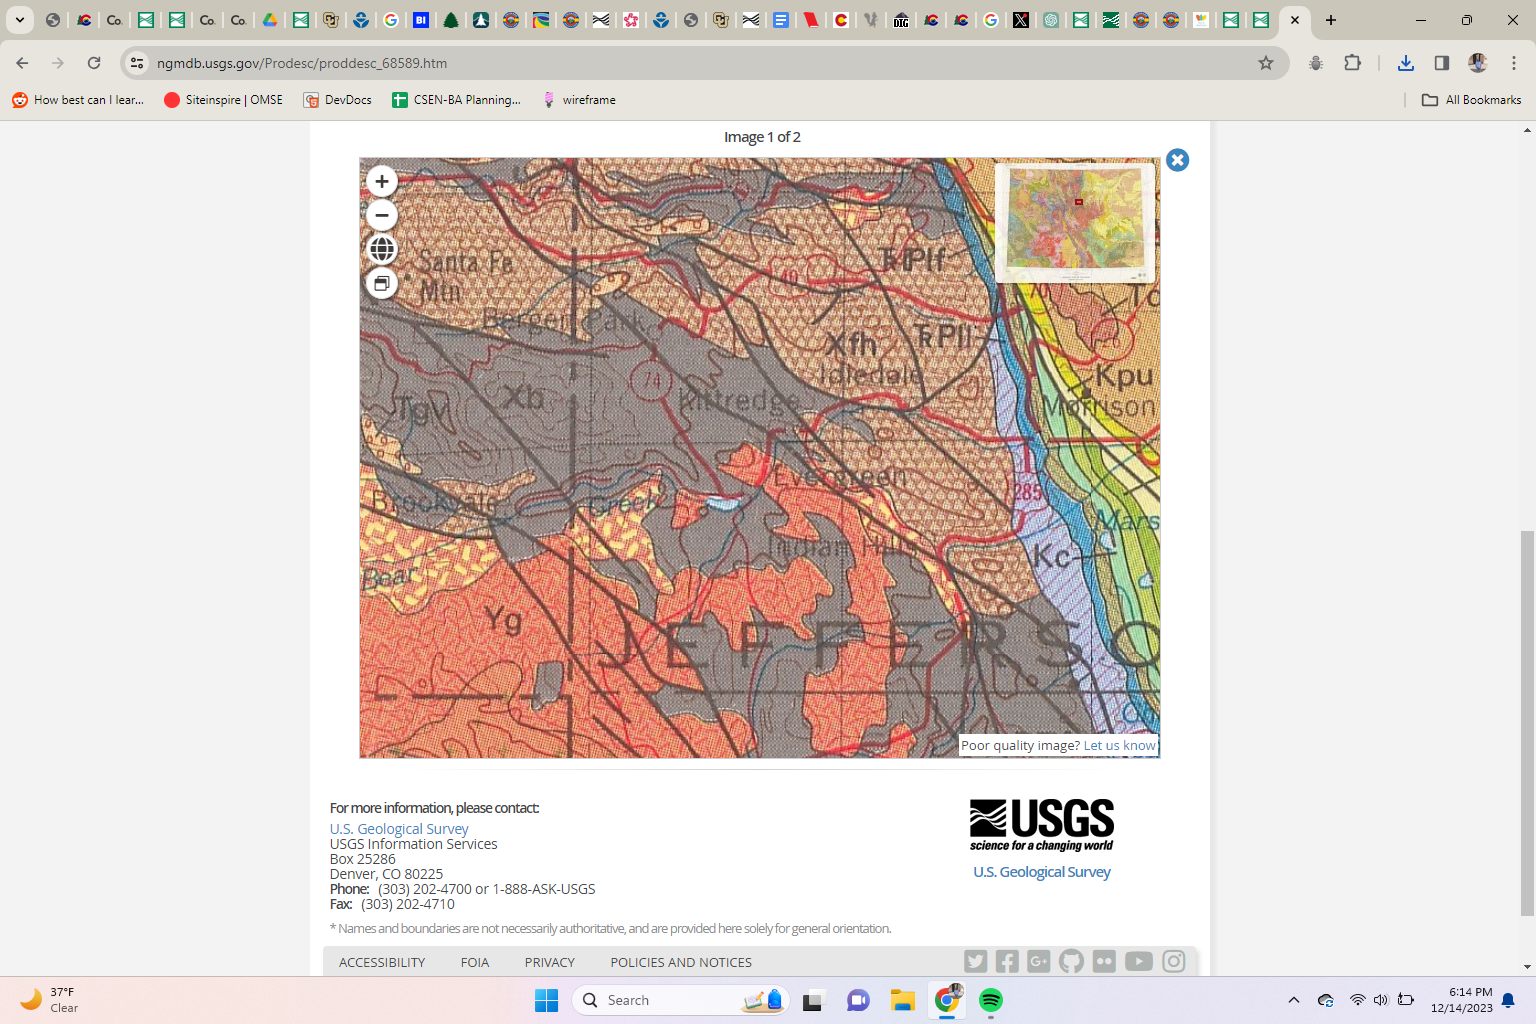 Co.
Co.
Co.
BI
DIG
ngmdb.usgs.gov/Prodesc/proddesc_68589.htm
How best can I lear...
Siteinspire | OMSE
DevDocs
CSEN-BA Planning...
wireframe
All Bookmarks
Image 1 of 2
Santa Fe
Mtn
Bergen Park
40
70
Xfh
Idledale
Kpu
Morrison
74
Xb
Kittredge
Tgv
Evergreen
285
Brookvale
Creek
Mars
Indian Hills
Kc
Bear
Yg
JEFFERSO
Poor quality image? Let us know
For more information, please contact:
U.S. Geological Survey
USGS Information Services
Box 25286
Denver, CO 80225
Phone: (303) 202-4700 or 1-888-ASK-USGS
Fax: (303) 202-4710
USGS
science for a changing world
U.S. Geological Survey
* Names and boundaries are not necessarily authoritative, and are provided here solely for general orientation.
ACCESSIBILITY
FOIA
PRIVACY
POLICIES AND NOTICES
37°F
Clear
Search
6:14 PM
12/14/2023